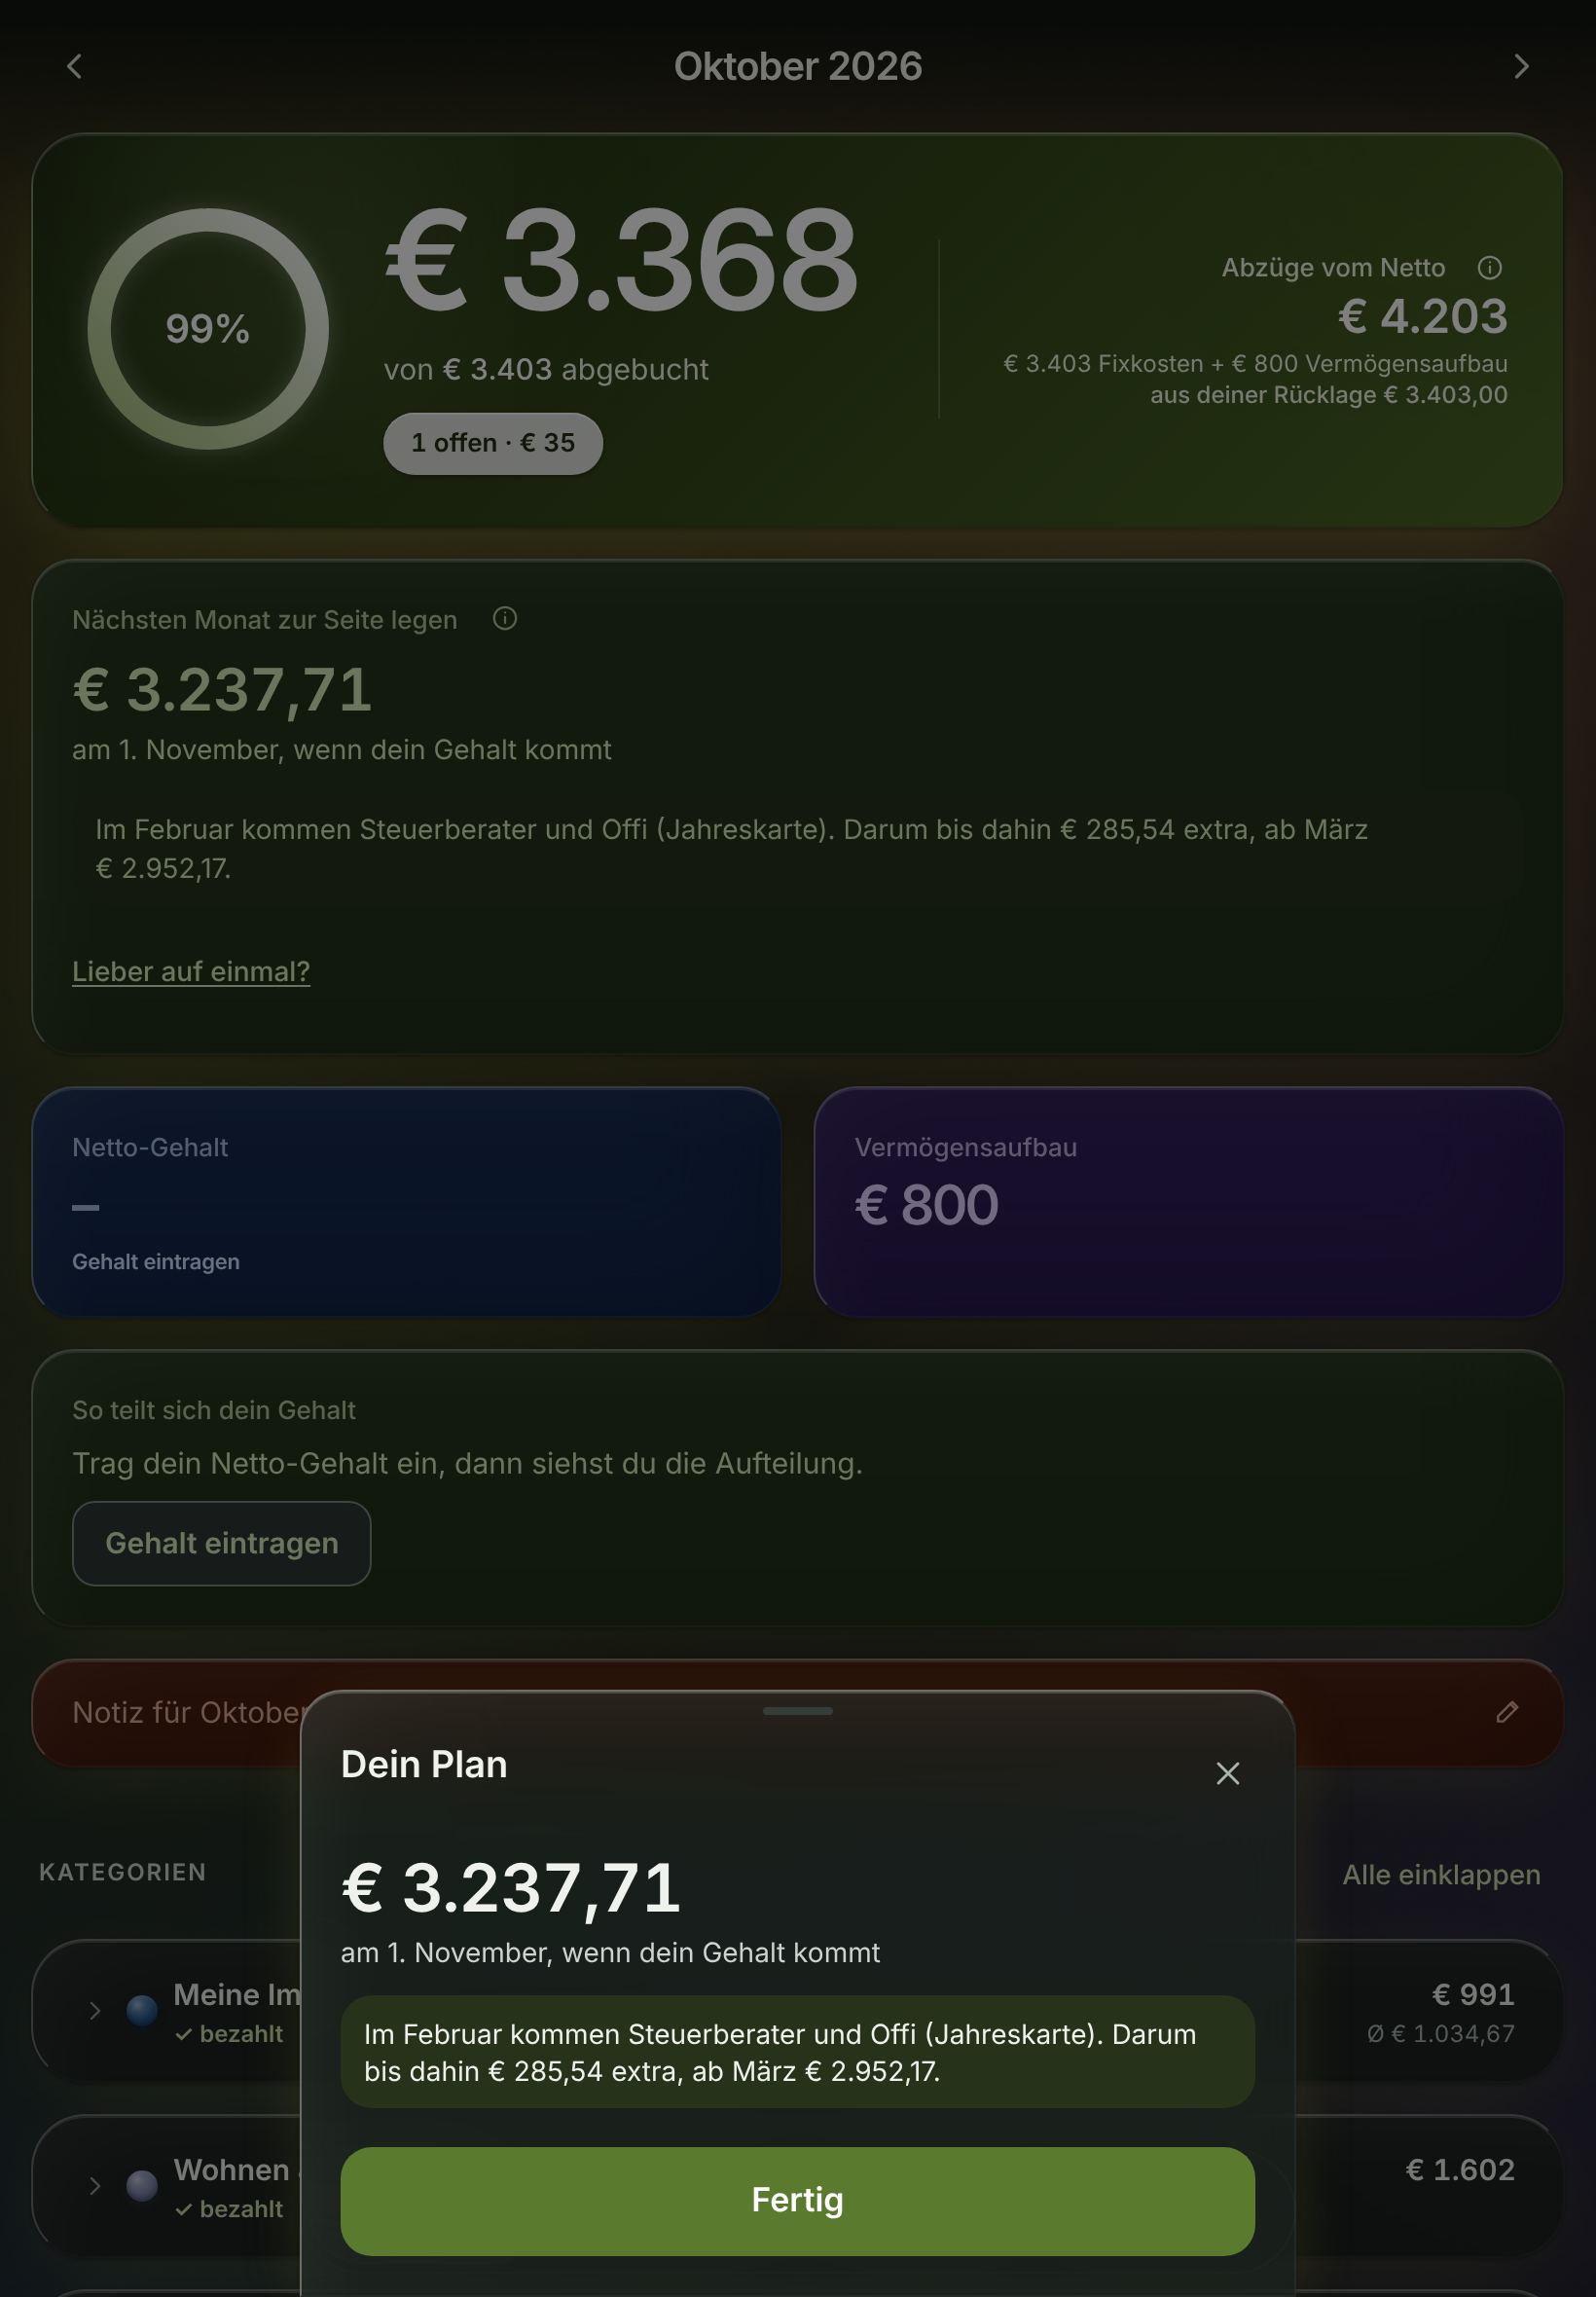 Oktober 2026
99%
€ 3.368
von € 3.403 abgebucht
1 offen · € 35
Abzüge vom Netto
€ 4.203
€ 3.403 Fixkosten + € 800 Vermögensaufbau
aus deiner Rücklage € 3.403,00
Nächsten Monat zur Seite legen
€ 3.237,71
am 1. November, wenn dein Gehalt kommt
Im Februar kommen Steuerberater und Offi (Jahreskarte). Darum bis dahin € 285,54 extra, ab März
€ 2.952,17.
Lieber auf einmal?
Netto-Gehalt
–
Gehalt eintragen
Vermögensaufbau
€ 800
So teilt sich dein Gehalt
Trag dein Netto-Gehalt ein, dann siehst du die Aufteilung.
Gehalt eintragen
Notiz für Oktober
Dein Plan
€ 3.237,71
am 1. November, wenn dein Gehalt kommt
Im Februar kommen Steuerberater und Offi (Jahreskarte). Darum
bis dahin € 285,54 extra, ab März € 2.952,17.
Fertig
KATEGORIEN
Alle einklappen
Meine Im
✓ bezahlt
€ 991
Ø € 1.034,67
Wohnen
✓ bezahlt
€ 1.602